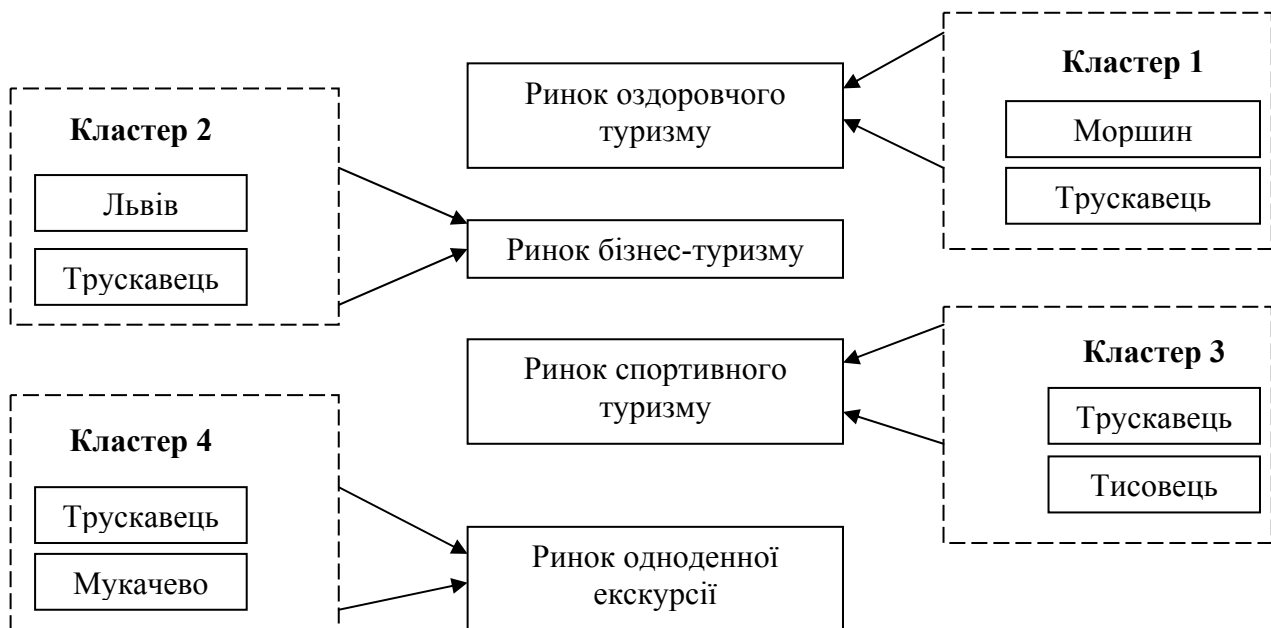 Кластер 1
Моршин
Трускавець
Ринок оздоровчого
туризму
Кластер 2
Львів
Трускавець
Ринок бізнес-туризму
Кластер 3
Трускавець
Тисовець
Ринок спортивного
туризму
Кластер 4
Трускавець
Мукачево
Ринок одноденної
екскурсії